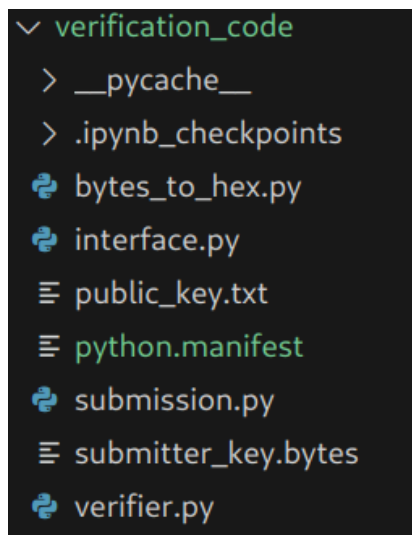 verification_code
__pycache__
.ipynb_checkpoints
bytes_to_hex.py
interface.py
public_key.txt
python.manifest
submission.py
submitter_key.bytes
verifier.py